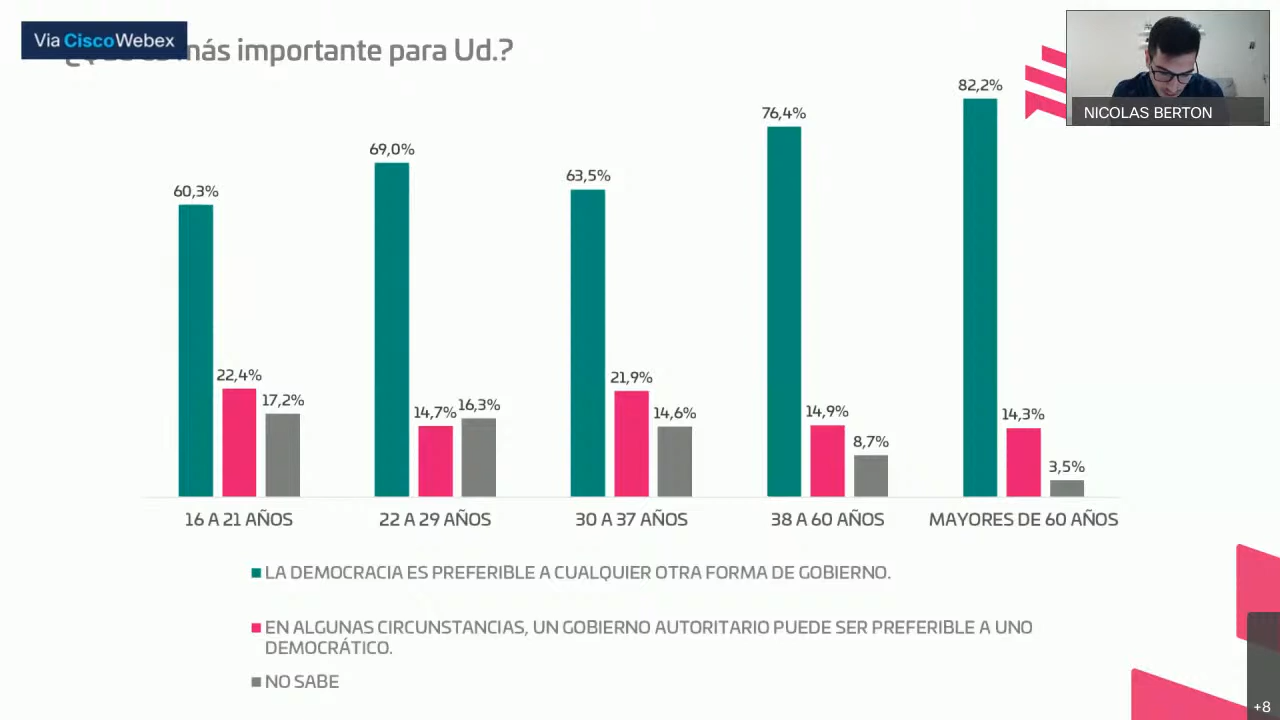 Vía CiscoWebex
más importante para Ud.?
NICOLAS BERTON
82,2%
76,4%
69,0%
63,5%
60,3%
22,4%
21,9%
17,2%
14,7%
16,3%
14,6%
14,9%
8,7%
14,3%
3,5%
16 A 21 AÑOS
22 A 29 AÑOS
30 A 37 AÑOS
38 A 60 AÑOS
MAYORES DE 60 AÑOS
LA DEMOCRACIA ES PREFERIBLE A CUALQUIER OTRA FORMA DE GOBIERNO.
EN ALGUNAS CIRCUNSTANCIAS, UN GOBIERNO AUTORITARIO PUEDE SER PREFERIBLE A UNO
DEMOCRÁTICO.
NO SABE
+8